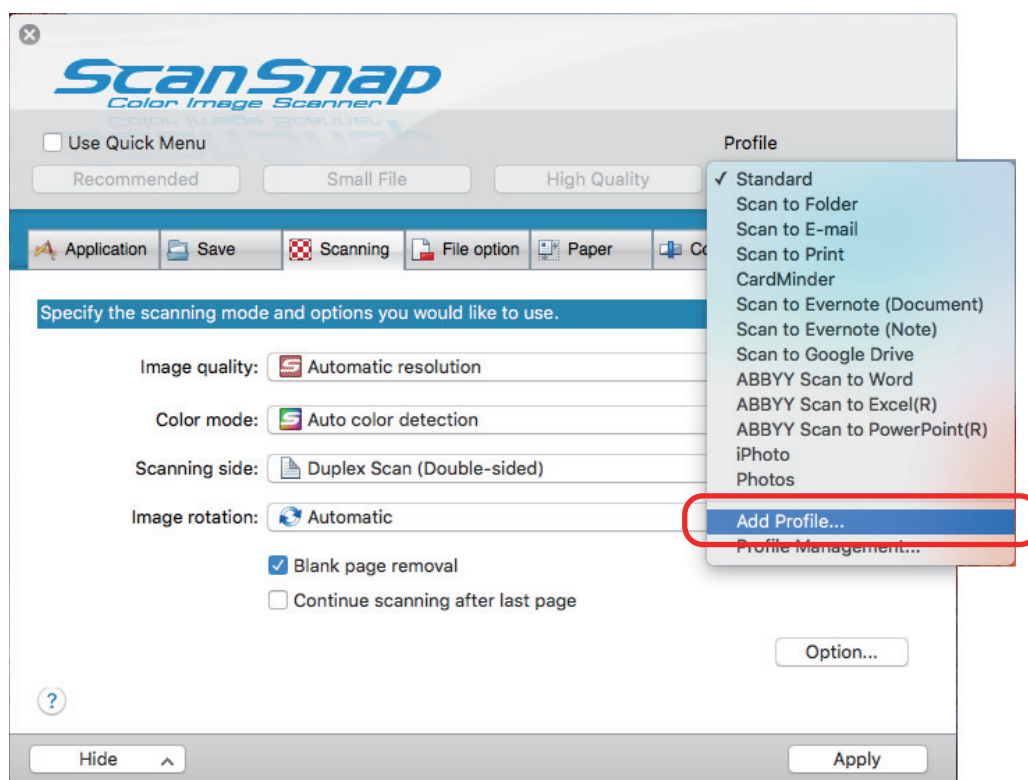 ScanSnap
Color Image Scanner
Use Quick Menu
Profile
Recommended
Small File
High Quality
✓ Standard
Scan to Folder
Scan to E-mail
Scan to Print
CardMinder
Scan to Evernote (Document)
Scan to Evernote (Note)
Scan to Google Drive
ABBYY Scan to Word
ABBYY Scan to Excel(R)
ABBYY Scan to PowerPoint(R)
iPhoto
Photos
Add Profile...
Profile Management...
Application
Save
Scanning
File option
Paper
Specify the scanning mode and options you would like to use.
Image quality: Automatic resolution
Color mode: Auto color detection
Scanning side: Duplex Scan (Double-sided)
Image rotation: Automatic
Blank page removal
Continue scanning after last page
Option...
?
Hide
Apply